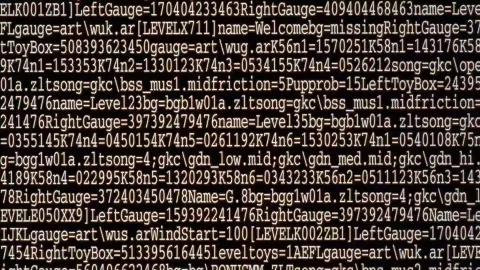 ELK001ZB1]LeftGauge=170404233463RightGauge=409404468463name=Leve
FLgauge=art\wuk.ar[LEVELX711]name=Welcomebg=missingRightGauge=37
tToyBox=508393623450gauge=art\wug.arK56n1=1570251K58n1=143176K58
9K74n1=153353K74n2=1330123K74n3=0534155K74n4=0526212song=gkc\ope
01a.zltsong=gkc\bss_mus1.midfriction=5Pupprob=15LeftToyBox=24395
2479476name=Level23bg=bgb1w01a.zltsong=gkc\bss_mus1.midfriction=
241476RightGauge=397392479476name=Level35bg=bgb1w01a.zltsong=gkc
=0355145K74n4=0450154K74n5=0261192K74n6=1530253K74n1=0540108K75n
g=bgg1w01a.zltsong=4;gkc\gdn_low.mid;gkc\gdn_med.mid;gkc\gdn_hi.
4189K58n4=022995K58n5=1320293K58n6=0343233K56n2=0511123K56n3=143
78RightGauge=372403450478Name=G.8bg=bgg1w01a.zltsong=4;gkc\gdn_l
EVELE050XX9]LeftGauge=159392241476RightGauge=397392479476Name=Le
IJKLgauge=art\wus.arWindStart=100[LEVELK002ZB1]LeftGauge=1704042
7454RightToyBox=513395616445leveltoys=1AEFLgauge=art\wuk.ar[LEVE